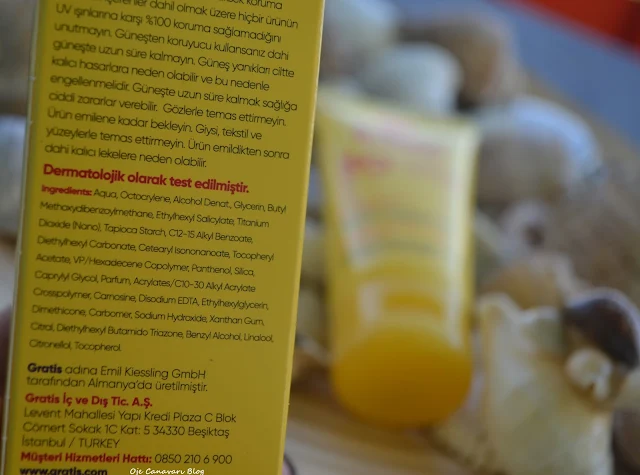 dahil olmak üzere hiçbir ürünün
UV ışınlarına karşı %100 koruma sağlamadığını
unutmayın. Güneşten koruyucu kullansanız dahi
güneşte uzun süre kalmayın. Güneş yanıkları ciltte
kalıcı hasarlara neden olabilir ve bu nedenle
engellenmelidir. Güneşte uzun süre kalmak sağlığa
ciddi zararlar verebilir. Gözlerle temas ettirmeyin.
Ürün emilene kadar bekleyin. Giysi, tekstil ve
yüzeylerle temas ettirmeyin. Ürün emildikten sonra
dahi kalıcı lekelere neden olabilir.
Dermatolojik olarak test edilmiştir.
Ingredients: Aqua, Octocrylene, Alcohol Denat., Glycerin, Butyl
Methoxydibenzoylmethane, Ethylhexyl Salicylate, Titanium
Dioxide (Nano), Tapioca Starch, C12-15 Alkyl Benzoate,
Diethylhexyl Carbonate, Cetearyl Isononanoate, Tocopheryl
Acetate, VP/Hexadecene Copolymer, Panthenol, Silica,
Caprylyl Glycol, Parfum, Acrylates/C10-30 Alkyl Acrylate
Crosspolymer, Carnosine, Disodium EDTA, Ethylhexylglycerin,
Dimethicone, Carbomer, Sodium Hydroxide, Xanthan Gum,
Citral, Diethylhexyl Butamido Triazone, Benzyl Alcohol, Linalool,
Citronellol, Tocopherol.
Gratis adına Emil Kiessling GmbH
tarafından Almanya'da üretilmiştir.
Gratis İç ve Dış Tic. A.Ş.
Levent Mahallesi Yapı Kredi Plaza C Blok
Cömert Sokak 1C Kat: 5 34330 Beşiktaş
İstanbul / TURKEY
Müşteri Hizmetleri Hattı: 0850 210 6 900
www.gratis.com
Oje Canavarı Blog